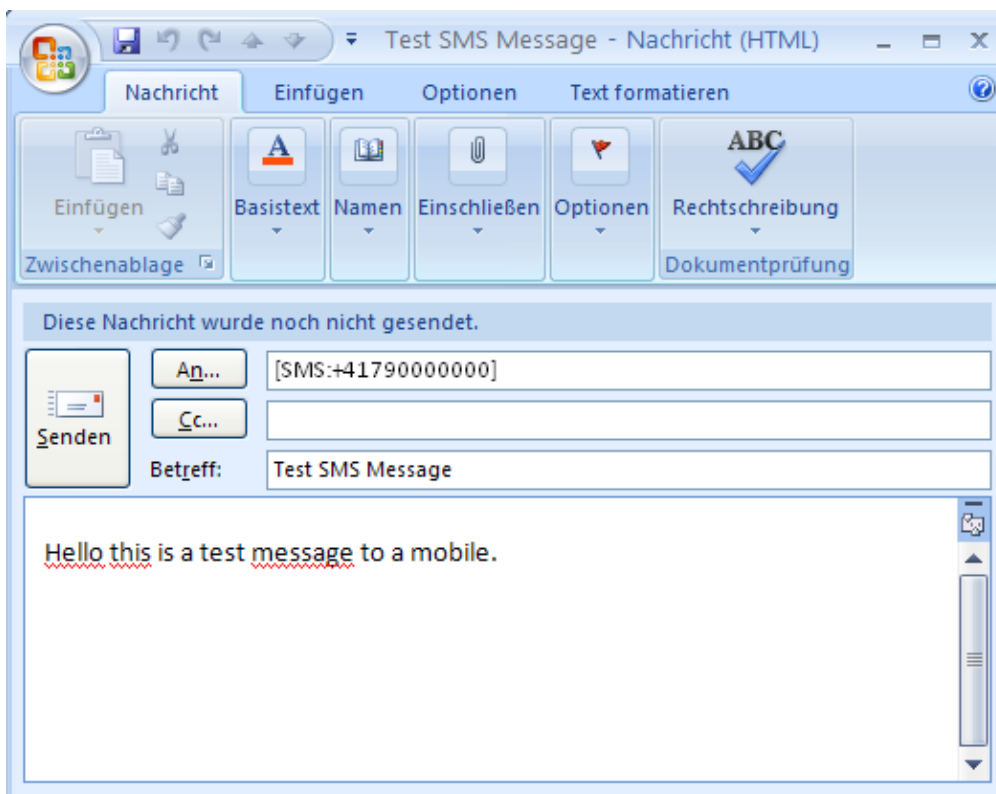 Test SMS Message - Nachricht (HTML)
Nachricht Einfügen Optionen Text formatieren
ABC
Einfügen Basistext Namen Einschließen Optionen Rechtschreibung
Zwischenablage Dokumentprüfung
Diese Nachricht wurde noch nicht gesendet.
An... [SMS:+41790000000]
Cc...
Senden
Betreff: Test SMS Message
Hello this is a test message to a mobile.